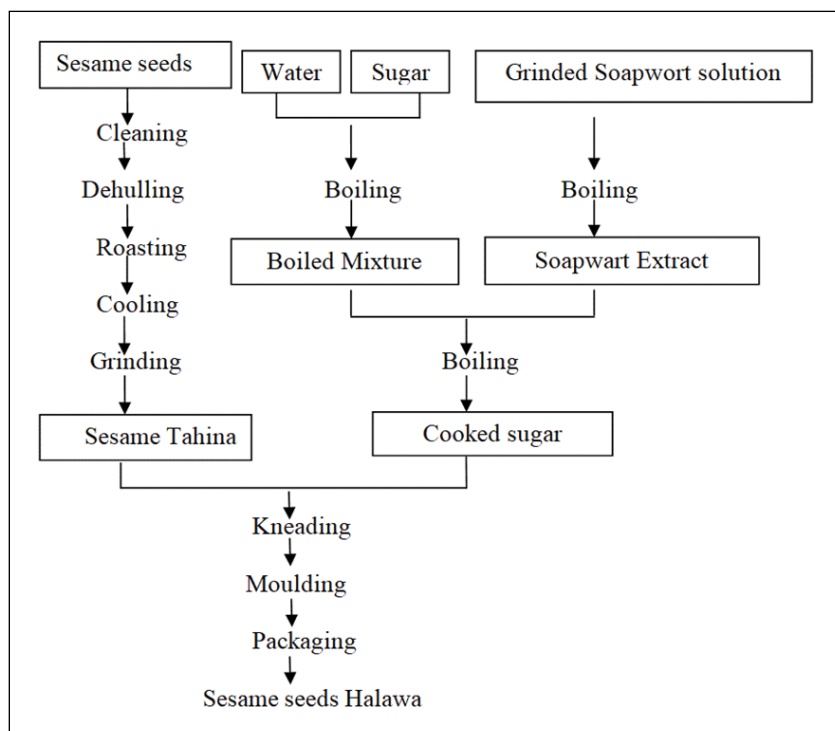 Sesame seeds
Water
Sugar
Grinded Soapwort solution
Cleaning
Dehulling
Boiling
Boiling
Roasting
Boiled Mixture
Soapwart Extract
Cooling
Grinding
Boiling
Sesame Tahina
Cooked sugar
Kneading
Moulding
Packaging
Sesame seeds Halawa